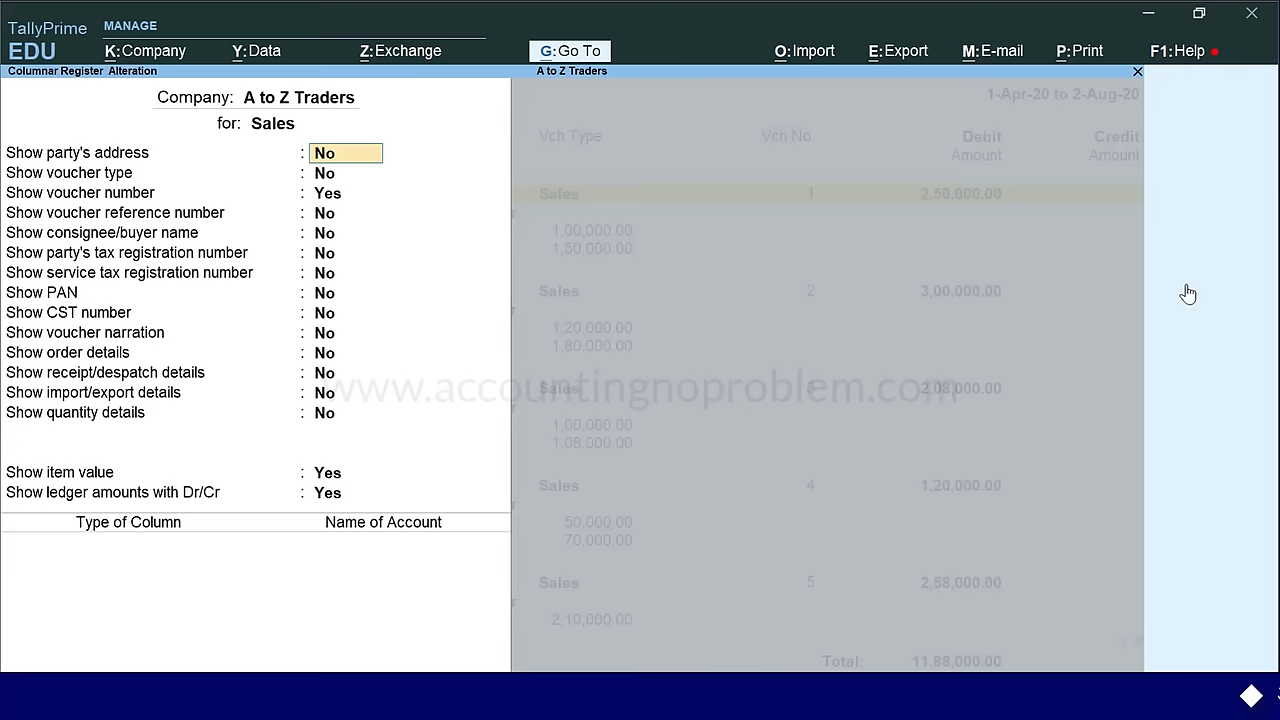 TallyPrime MANAGE
EDU K:Company Y:Data Z:Exchange G:Go To O:Import E:Export M:E-mail P:Print F1:Help
Columnar Register Alteration A to Z Traders
Company: A to Z Traders
for: Sales
Show party's address : No
Show voucher type : No
Show voucher number : Yes
Show voucher reference number : No
Show consignee/buyer name : No
Show party's tax registration number : No
Show service tax registration number : No
Show PAN : No
Show CST number : No
Show voucher narration : No
Show order details : No
Show receipt/despatch details : No
Show import/export details : No
Show quantity details : No
Show item value : Yes
Show ledger amounts with Dr/Cr : Yes
Type of Column Name of Account
1-Apr-20 to 2-Aug-20
Vch Type Vch No. Debit Credit
Amount Amount
Sales 1 2,50,000.00
1,00,000.00
1,50,000.00
Sales 2 3,00,000.00
1,20,000.00
1,80,000.00
Sales 3 2,08,000.00
1,00,000.00
1,08,000.00
Sales 4 1,20,000.00
50,000.00
70,000.00
Sales 5 2,58,000.00
2,10,000.00
Total: 11,88,000.00
www.accountingnoproblem.com